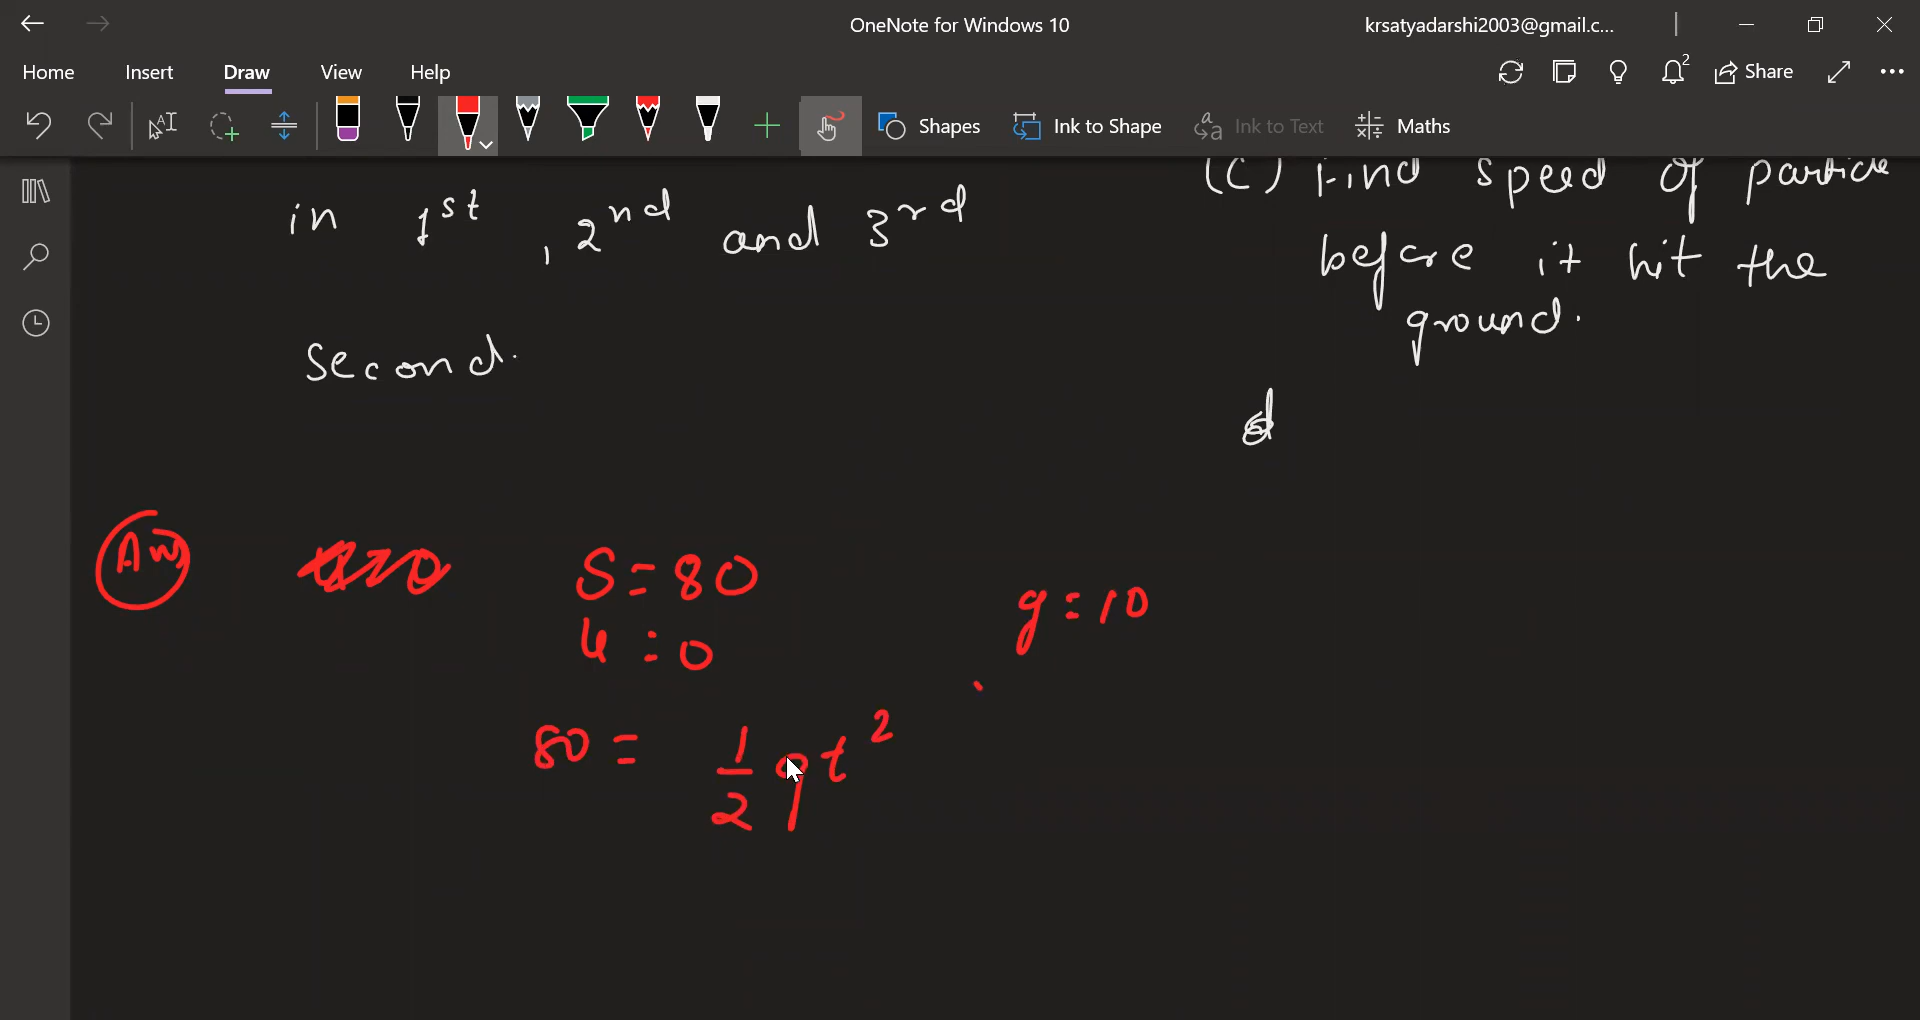 OneNote for Windows 10
krsatyadarshi2003@gmail.c...
Home Insert Draw View Help
2 Share
Shapes Ink to Shape Ink to Text Maths
(C) Find speed of particle
in 1st , 2nd and 3rd
before it hit the
ground.
Second.
Ans
S = 80
g = 10
u = 0
80 = 1/2 g t²